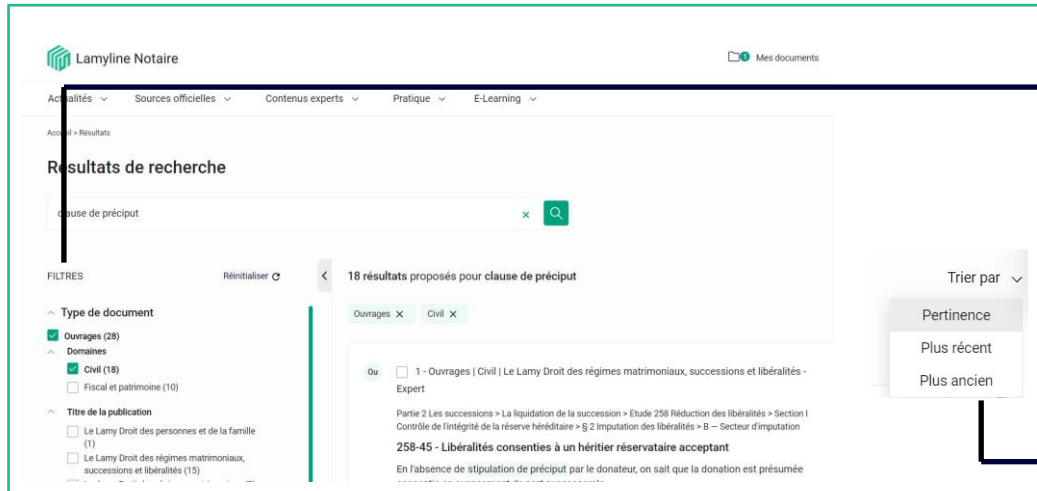 Lamyline Notaire
1 Mes documents
Actualités Sources officielles Contenus experts Pratique E-Learning
Accueil > Résultats
Résultats de recherche
clause de préciput
FILTRES Réinitialiser
18 résultats proposés pour clause de préciput
Type de document
Ouvrages Civil
Ouvrages (28)
Domaines
Civil (18)
Fiscal et patrimoine (10)
Titre de la publication
Le Lamy Droit des personnes et de la famille
(1)
Le Lamy Droit des régimes matrimoniaux,
successions et libéralités (15)
Ou 1 - Ouvrages | Civil | Le Lamy Droit des régimes matrimoniaux, successions et libéralités -
Expert
Partie 2 Les successions > La liquidation de la succession > Etude 258 Réduction des libéralités > Section I
Contrôle de l'intégrité de la réserve héréditaire > § 2 Imputation des libéralités > B — Secteur d'imputation
258-45 - Libéralités consenties à un héritier réservataire acceptant
En l'absence de stipulation de préciput par le donateur, on sait que la donation est présumée
Trier par
Pertinence
Plus récent
Plus ancien